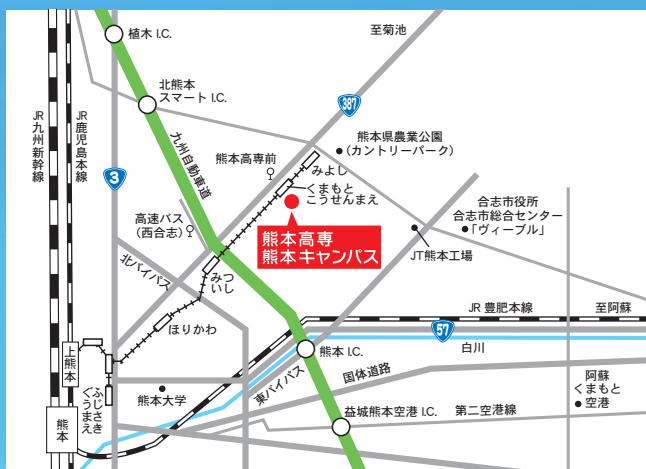 植木 I.C.
至菊池
北熊本
スマート I.C.
JR九州新幹線
JR鹿児島本線
387
九州自動車道
熊本県農業公園
(カントリーパーク)
熊本高専前
みよし
3
くまもと
こうせんまえ
高速バス
(西合志)
熊本高専
熊本キャンパス
合志市役所
合志市総合センター
「ヴィーブル」
JT熊本工場
北バイパス
みつ
いし
JR 豊肥本線
至阿蘇
57
ほりかわ
白川
熊本 I.C.
上熊本
国体道路
東バイパス
阿蘇
くまもと
空港
ふじさき
ぐうまえ
熊本大学
熊本
益城熊本空港 I.C.
第二空港線